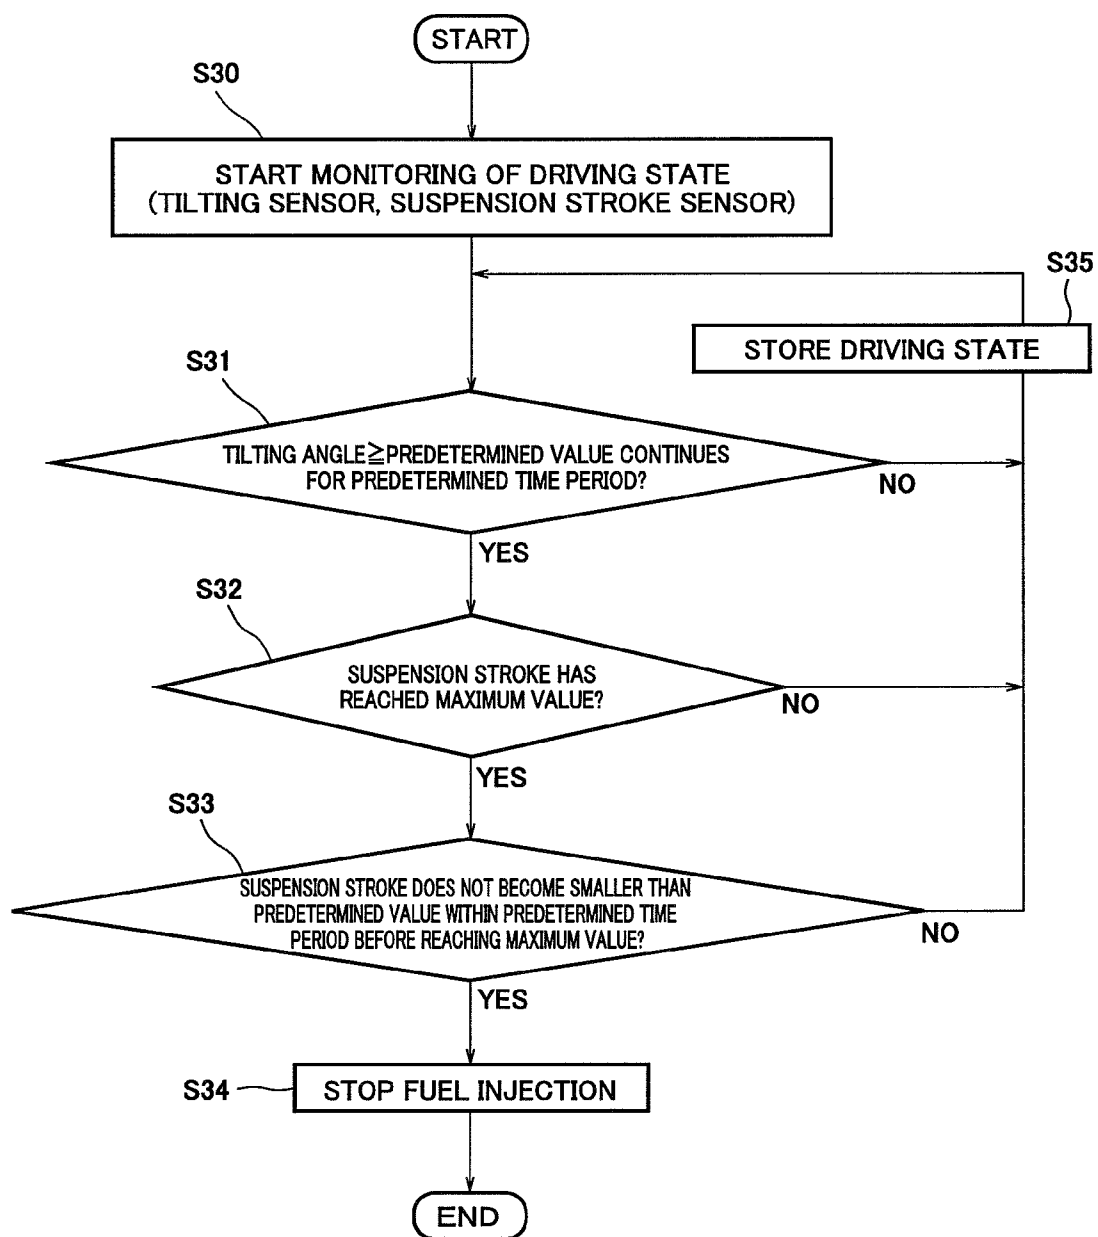 START
S30
START MONITORING OF DRIVING STATE
(TILTING SENSOR, SUSPENSION STROKE SENSOR)
S35
STORE DRIVING STATE
S31
TILTING ANGLE≧PREDETERMINED VALUE CONTINUES
FOR PREDETERMINED TIME PERIOD?
NO
YES
S32
SUSPENSION STROKE HAS
REACHED MAXIMUM VALUE?
NO
YES
S33
SUSPENSION STROKE DOES NOT BECOME SMALLER THAN
PREDETERMINED VALUE WITHIN PREDETERMINED TIME
PERIOD BEFORE REACHING MAXIMUM VALUE?
NO
YES
S34
STOP FUEL INJECTION
END